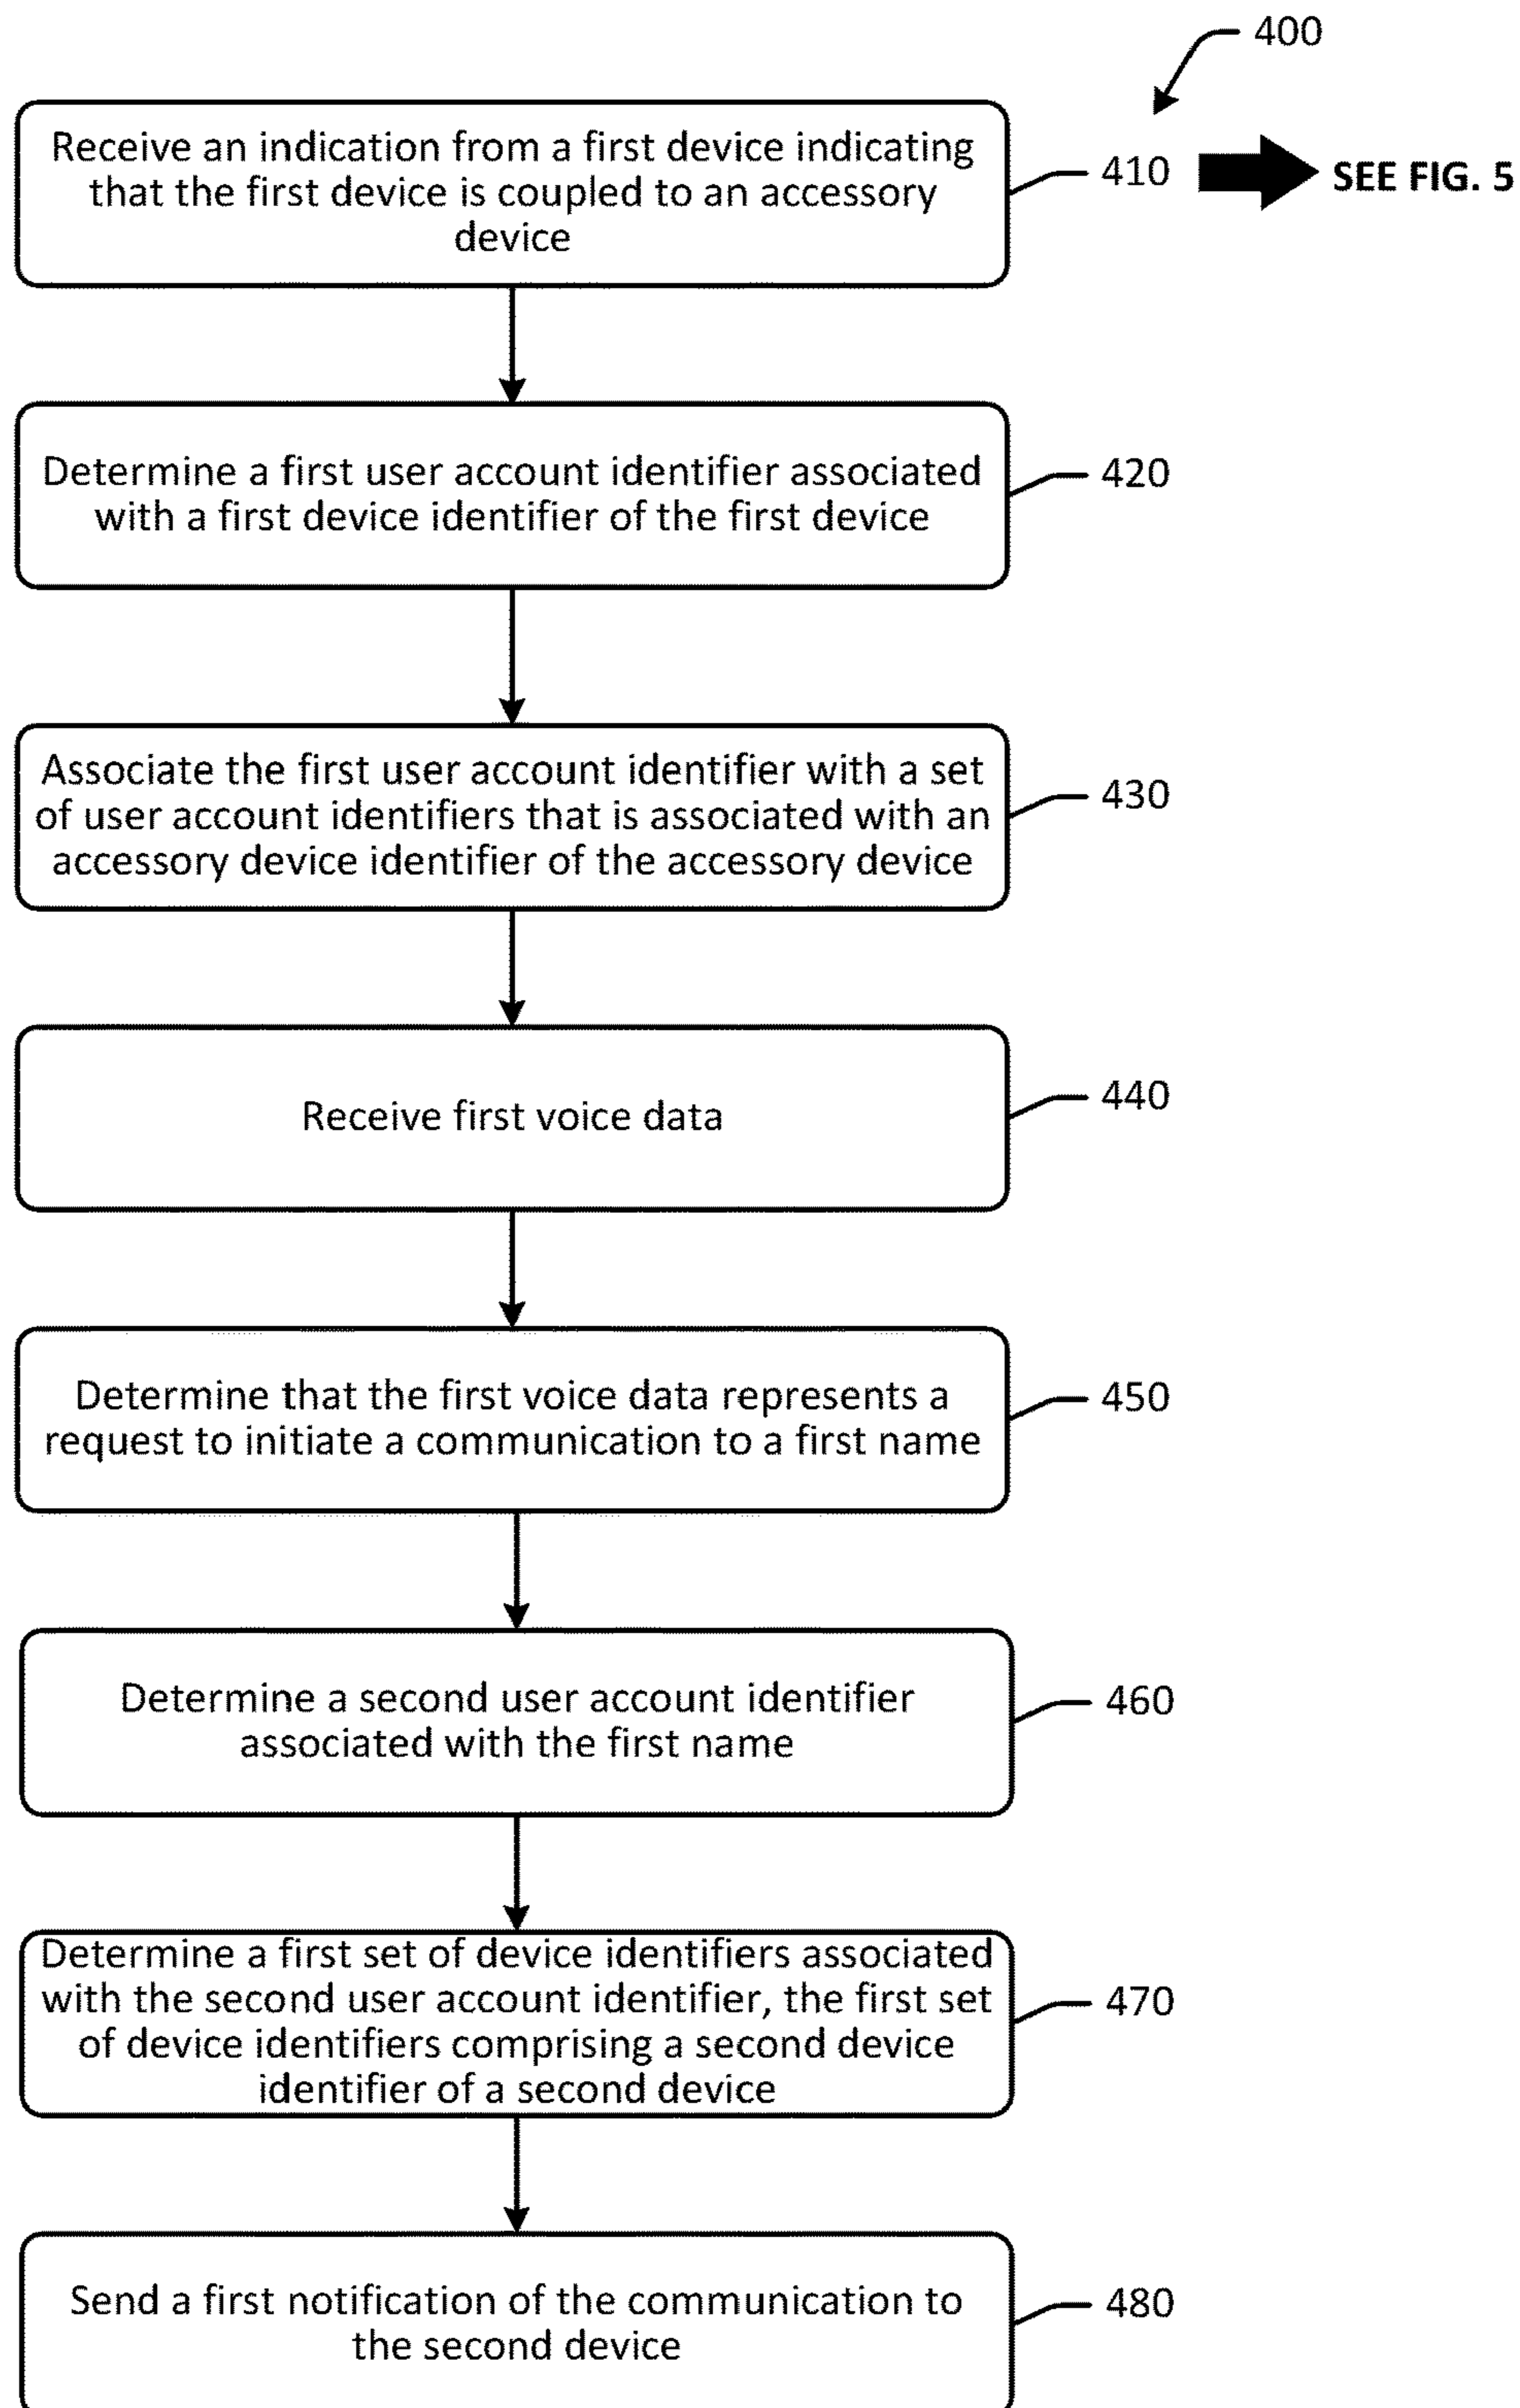 400
Receive an indication from a first device indicating
that the first device is coupled to an accessory
device
410
SEE FIG. 5
Determine a first user account identifier associated
with a first device identifier of the first device
420
Associate the first user account identifier with a set
of user account identifiers that is associated with an
accessory device identifier of the accessory device
430
Receive first voice data
440
Determine that the first voice data represents a
request to initiate a communication to a first name
450
Determine a second user account identifier
associated with the first name
460
Determine a first set of device identifiers associated
with the second user account identifier, the first set
of device identifiers comprising a second device
identifier of a second device
470
Send a first notification of the communication to
the second device
480